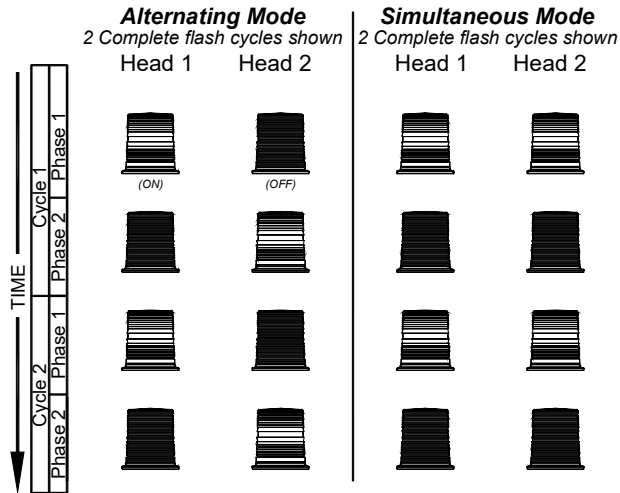 Alternating Mode
2 Complete flash cycles shown
Head 1 Head 2
Simultaneous Mode
2 Complete flash cycles shown
Head 1 Head 2
TIME
Cycle 1
Phase 1
Phase 2
Cycle 2
Phase 1
Phase 2
(ON) (OFF)